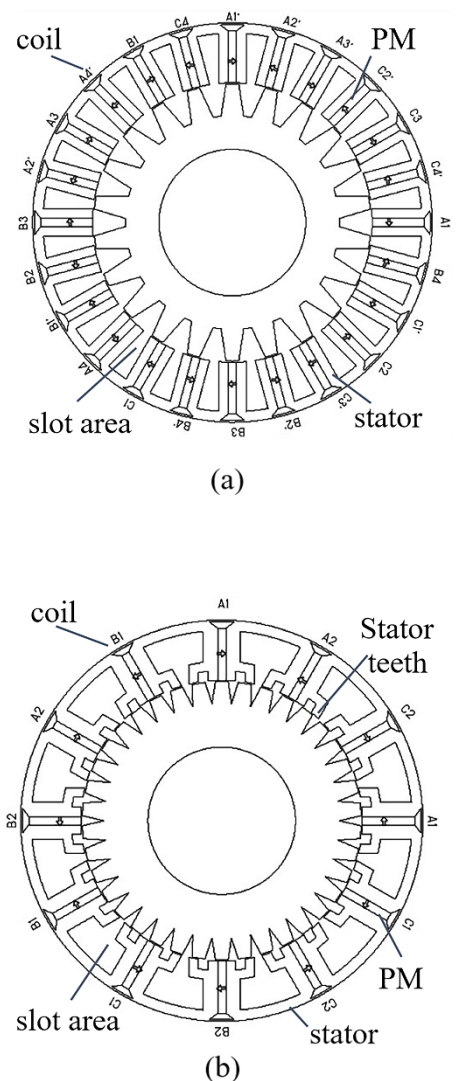 A1'
C4
A2'
coil
B1
A3'
PM
A4'
C2'
A3
C3
A2'
C4'
B3
A1
B2
B4
B1'
C1'
A4
C2
slot area
C1
C3'
stator
B4'
B3
B2'
(a)
coil
A1
Stator
teeth
B1
A2
A2
C2
B2
A1
B1
C1
PM
slot area
C1
C2
B2
stator
(b)